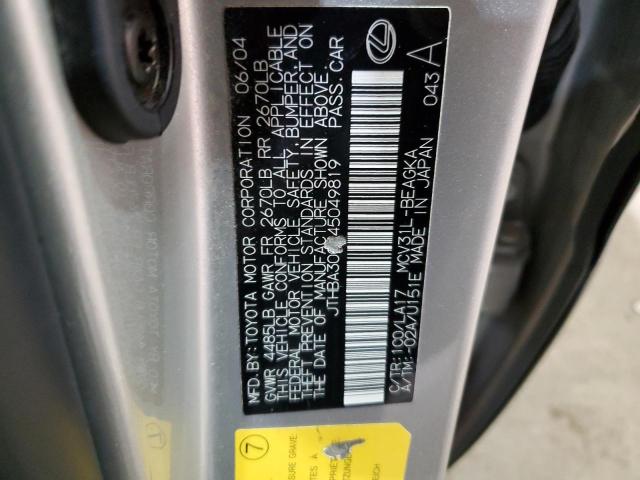 MFD.BY:TOYOTA MOTOR CORPORATION 06/04
GVWR 4485LB GAWR FR 2670LB RR 2670LB
THIS VEHICLE CONFORMS TO ALL APPLICABLE
FEDERAL MOTOR VEHICLE SAFETY, BUMPER, AND
THEFT PREVENTION STANDARDS IN EFFECT ON
THE DATE OF MANUFACTURE SHOWN ABOVE.
PASS.CAR
C/TR:1C0/LA17 MCV31L-BEAGKA
A/TM:-02A/U151E MADE IN JAPAN
043 A
7